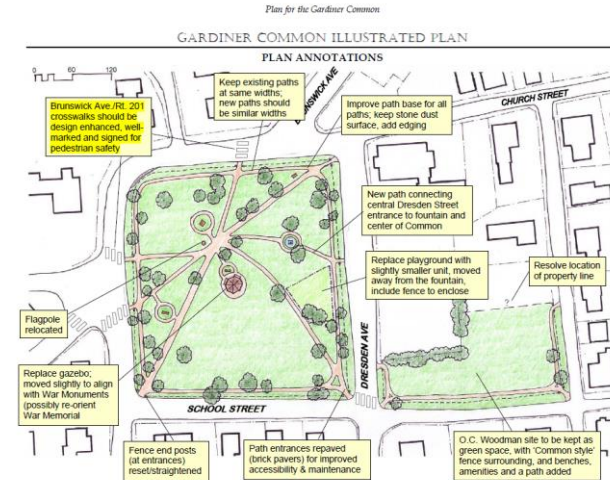 Plan for the Gardiner Common
GARDINER COMMON ILLUSTRATED PLAN
PLAN ANNOTATIONS
0 60 120
Brunswick Ave./Rt. 201
crosswalks should be
design enhanced, well-
marked and signed for
pedestrian safety
Keep existing paths
at same widths;
new paths should
be similar widths
BRUNSWICK AVE
Improve path base for all
paths; keep stone dust
surface, add edging
CHURCH STREET
New path connecting
central Dresden Street
entrance to fountain and
center of Common
Replace playground with
slightly smaller unit, moved
away from the fountain,
include fence to enclose
Resolve location
of property line
Flagpole
relocated
Replace gazebo;
moved slightly to align
with War Monuments
(possibly re-orient
War Memorial
SCHOOL STREET
DRESDEN AVE
Fence end posts
(at entrances)
reset/straightened
Path entrances repaved
(brick pavers) for improved
accessibility & maintenance
O.C. Woodman site to be kept as
green space, with 'Common style'
fence surrounding, and benches,
amenities and a path added